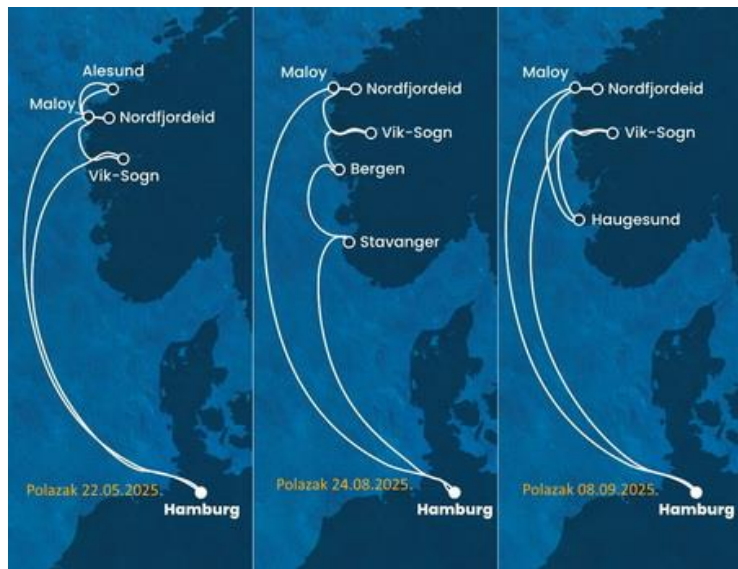 Alesund
Maloy
Nordfjordeid
Vik-Sogn
Polazak 22.05.2025.
Hamburg
Maloy
Nordfjordeid
Vik-Sogn
Bergen
Stavanger
Polazak 24.08.2025.
Hamburg
Maloy
Nordfjordeid
Vik-Sogn
Haugesund
Polazak 08.09.2025.
Hamburg